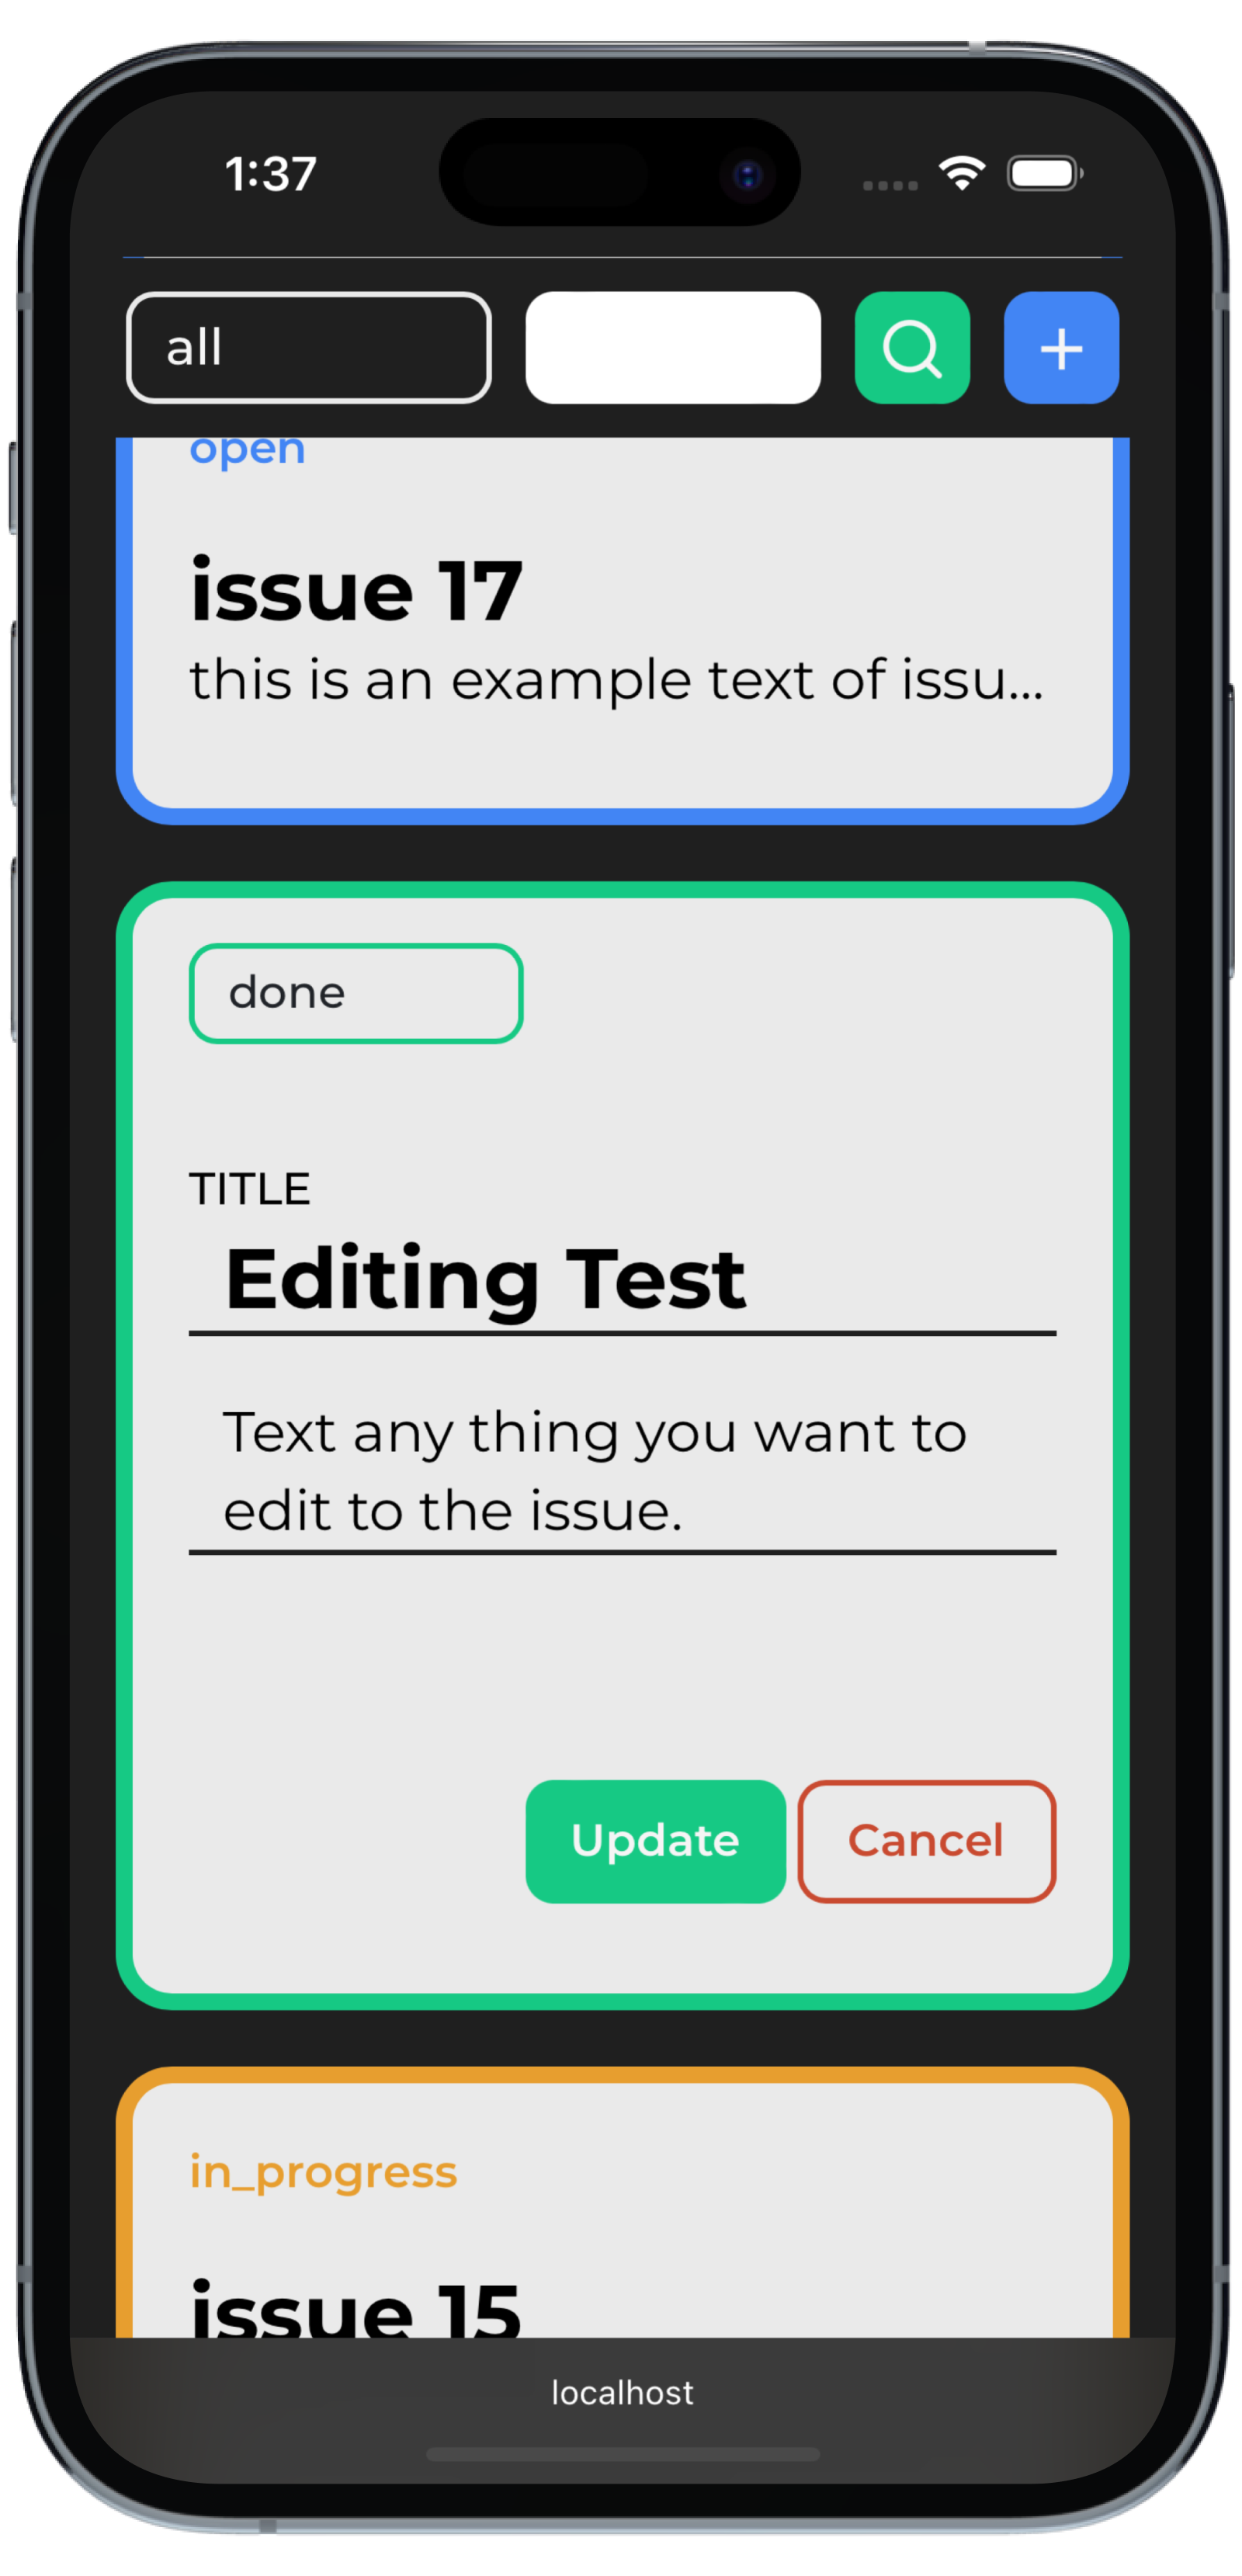 1:37
all
open
issue 17
this is an example text of issu...
done
TITLE
Editing Test
Text any thing you want to
edit to the issue.
Update Cancel
in_progress
issue 15
localhost